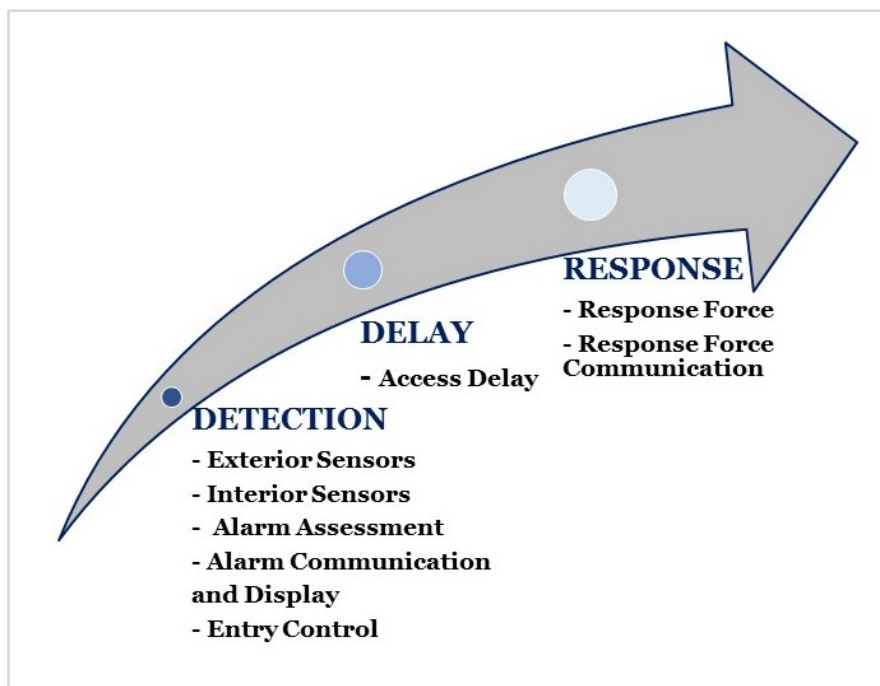 RESPONSE
- Response Force
- Response Force
Communication
DELAY
- Access Delay
DETECTION
- Exterior Sensors
- Interior Sensors
-  Alarm Assessment
- Alarm Communication
and Display
- Entry Control